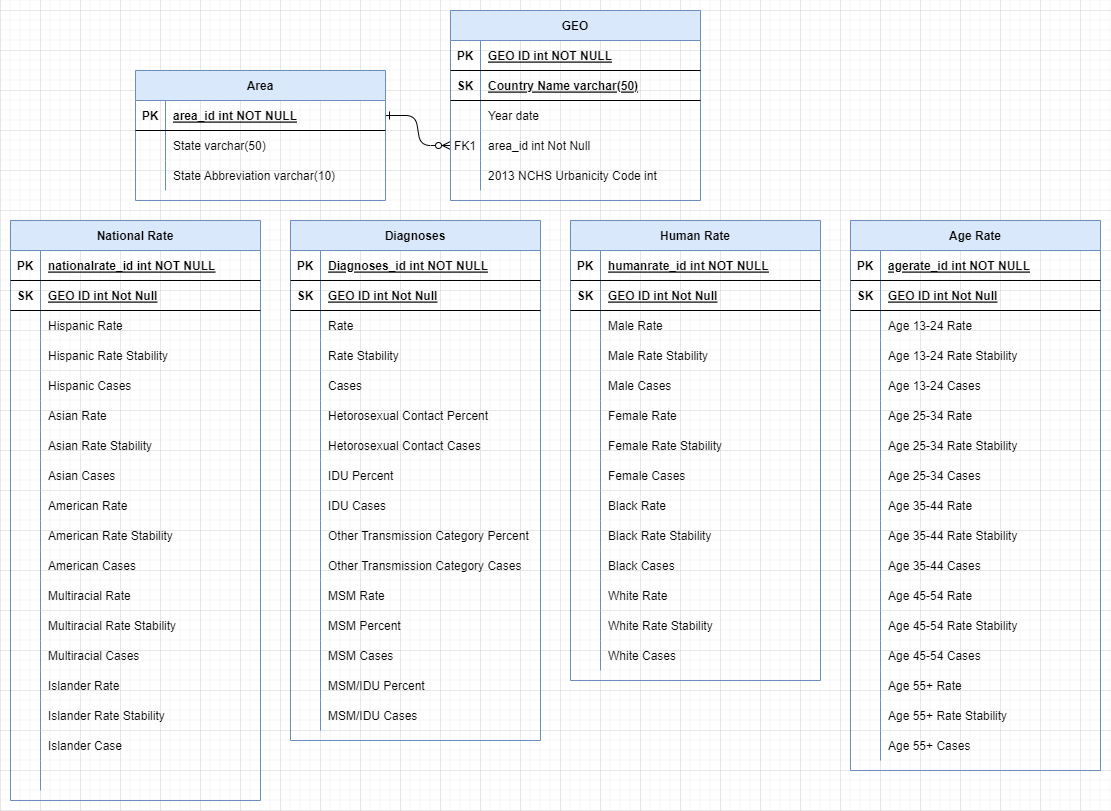 GEO
PK GEO ID int NOT NULL
SK Country Name varchar(50)
Year date
FK1 area_id int Not Null
2013 NCHS Urbanicity Code int
Area
PK area_id int NOT NULL
State varchar(50)
State Abbreviation varchar(10)
National Rate
PK nationalrate_id int NOT NULL
SK GEO ID int Not Null
Hispanic Rate
Hispanic Rate Stability
Hispanic Cases
Asian Rate
Asian Rate Stability
Asian Cases
American Rate
American Rate Stability
American Cases
Multiracial Rate
Multiracial Rate Stability
Multiracial Cases
Islander Rate
Islander Rate Stability
Islander Case
Diagnoses
PK Diagnoses_id int NOT NULL
SK GEO ID int Not Null
Rate
Rate Stability
Cases
Hetorosexual Contact Percent
Hetorosexual Contact Cases
IDU Percent
IDU Cases
Other Transmission Category Percent
Other Transmission Category Cases
MSM Rate
MSM Percent
MSM Cases
MSM/IDU Percent
MSM/IDU Cases
Human Rate
PK humanrate_id int NOT NULL
SK GEO ID int Not Null
Male Rate
Male Rate Stability
Male Cases
Female Rate
Female Rate Stability
Female Cases
Black Rate
Black Rate Stability
Black Cases
White Rate
White Rate Stability
White Cases
Age Rate
PK agerate_id int NOT NULL
SK GEO ID int Not Null
Age 13-24 Rate
Age 13-24 Rate Stability
Age 13-24 Cases
Age 25-34 Rate
Age 25-34 Rate Stability
Age 25-34 Cases
Age 35-44 Rate
Age 35-44 Rate Stability
Age 35-44 Cases
Age 45-54 Rate
Age 45-54 Rate Stability
Age 45-54 Cases
Age 55+ Rate
Age 55+ Rate Stability
Age 55+ Cases